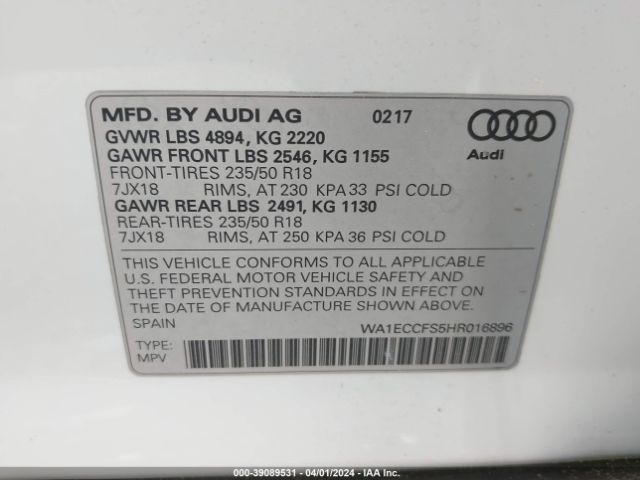 MFD. BY AUDI AG 0217
GVWR LBS 4894, KG 2220
GAWR FRONT LBS 2546, KG 1155
Audi
FRONT-TIRES 235/50 R18
7JX18 RIMS, AT 230 KPA 33 PSI COLD
GAWR REAR LBS 2491, KG 1130
REAR-TIRES 235/50 R18
7JX18 RIMS, AT 250 KPA 36 PSI COLD
THIS VEHICLE CONFORMS TO ALL APPLICABLE
U.S. FEDERAL MOTOR VEHICLE SAFETY AND
THEFT PREVENTION STANDARDS IN EFFECT ON
THE DATE OF MANUFACTURE SHOWN ABOVE.
SPAIN WA1ECCFS5HR016896
TYPE:
MPV
000-39089531 - 04/01/2024 - IAAI.COM